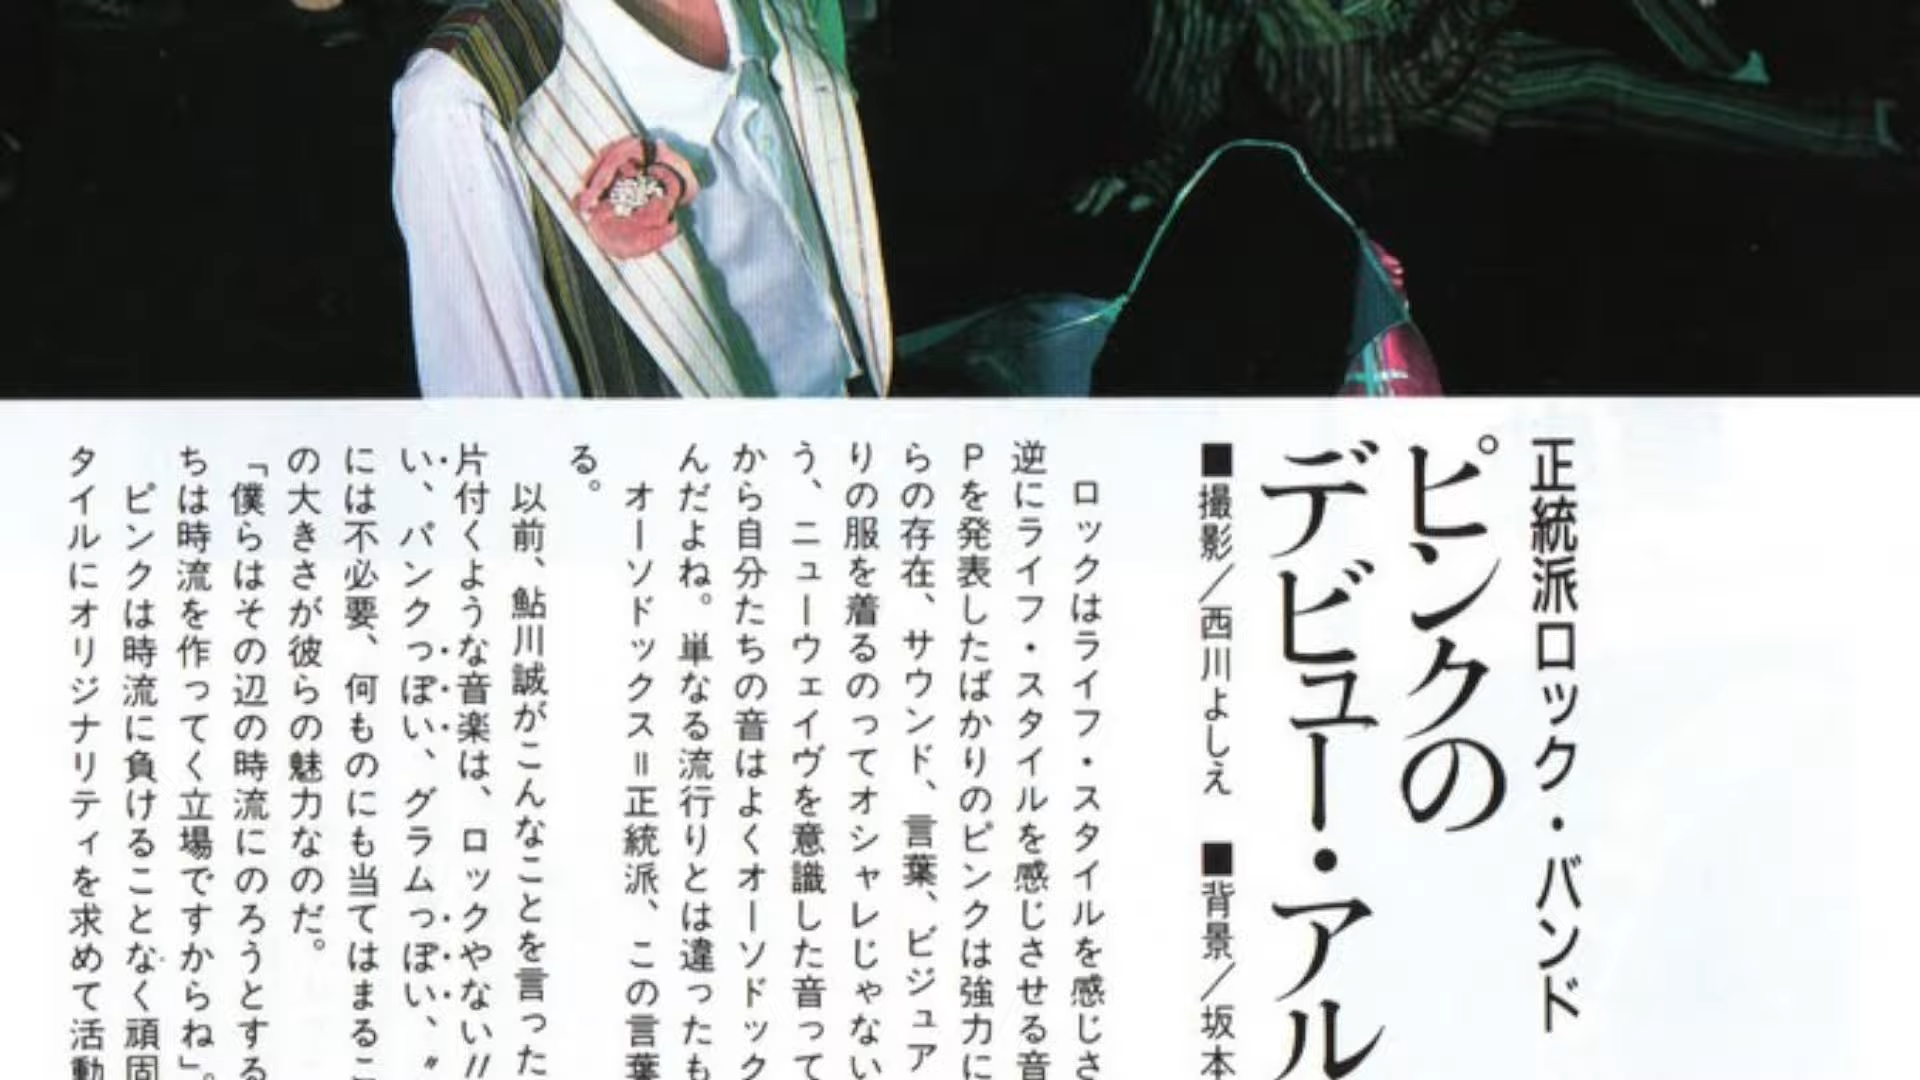 正統派ロック・バンド
ピンクの
デビュー・アル
■撮影／西川よしえ ■背景／坂本
ロックはライフ・スタイルを感じさ
逆にライフ・スタイルを感じさせる音
Pを発表したばかりのピンクは強力に
らの存在、サウンド、言葉、ビジュア
りの服を着るのってオシャレじゃない
う、ニューウェイヴを意識した音って
から自分たちの音はよくオーソドック
んだよね。単なる流行りとは違ったも
オーソドックス＝正統派、この言葉
る。
以前、鮎川誠がこんなことを言った
片付くような音楽は、ロックやない〃
い、パンクっぽい、グラムっぽい、〃
には不必要、何ものにも当てはまるこ
の大きさが彼らの魅力なのだ。
「僕らはその辺の時流にのろうとする
ちは時流を作ってく立場ですからね」。
ピンクは時流に負けることなく頑固
タイルにオリジナリティを求めて活動